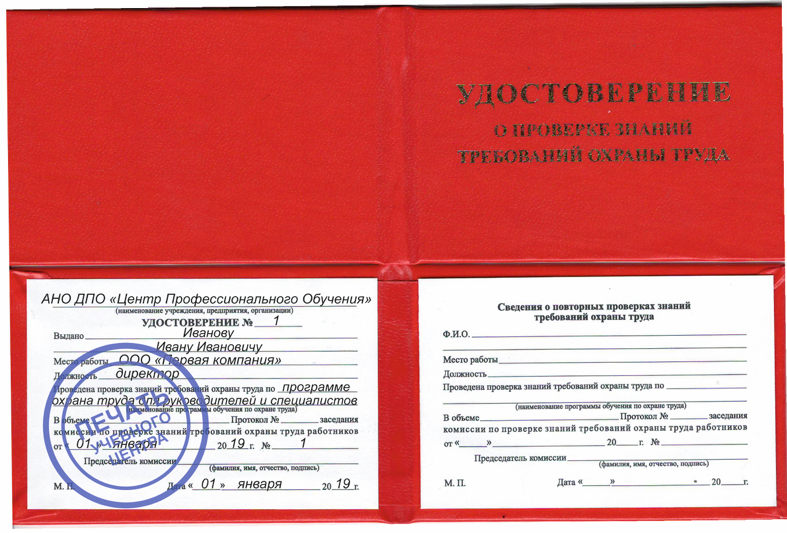 УДОСТОВЕРЕНИЕ
О ПРОВЕРКЕ ЗНАНИЙ
ТРЕБОВАНИЙ ОХРАНЫ ТРУДА
АНО ДПО «Центр Профессионального Обучения»
(наименование учреждения, предприятия, организации)
УДОСТОВЕРЕНИЕ № 1
Выдано Иванову
Ивану Ивановичу
Место работы ООО «Первая компания»
Должность директор
Проведена проверка знаний требований охраны труда по программе
охрана труда для руководителей и специалистов
(наименование программы обучения по охране труда)
В объеме Протокол № заседания
комиссии по проверке знаний требований охраны труда работников
от « 01 » января 20 19 г. № 1
Председатель комиссии
(фамилия, имя, отчество, подпись)
М. П. Дата « 01 » января 20 19 г.
ПЕЧАТЬ
УЧЕБНОГО
ЦЕНТРА
Сведения о повторных проверках знаний
требований охраны труда
Ф.И.О.
Место работы
Должность
Проведена проверка знаний требований охраны труда по
(наименование программы обучения по охране труда)
В объеме Протокол № заседания
комиссии по проверке знаний требований охраны труда работников
от « » 20 г. №
Председатель комиссии
(фамилия, имя, отчество, подпись)
М. П. Дата « » 20 г.